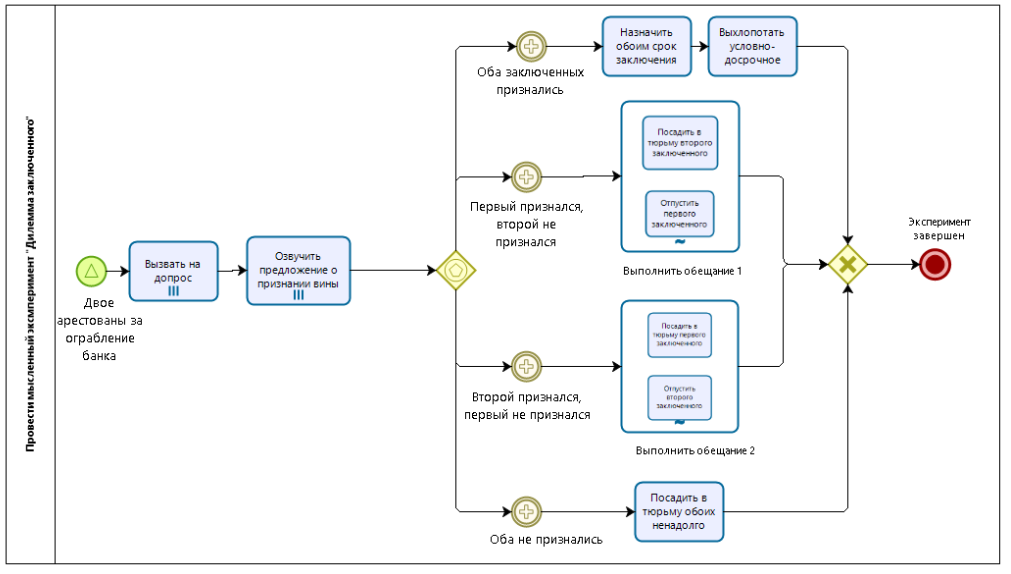 Провести мысленный эксмперимент "Дилемма заключенного"
Двое
арестованы за
ограбление
банка
Вызвать на
допрос
Озвучить
предложение о
признании вины
Оба заключенных
признались
Назначить
обоим срок
заключения
Выхлопотать
условно-
досрочное
Первый признался,
второй не
признался
Посадить в
тюрьму второго
заключенного
Отпустить
первого
заключенного
Выполнить обещание 1
Второй признался,
первый не признался
Посадить в
тюрьму первого
заключенного
Отпустить
второго
заключенного
Выполнить обещание 2
Оба не признались
Посадить в
тюрьму обоих
ненадолго
Эксперимент
завершен